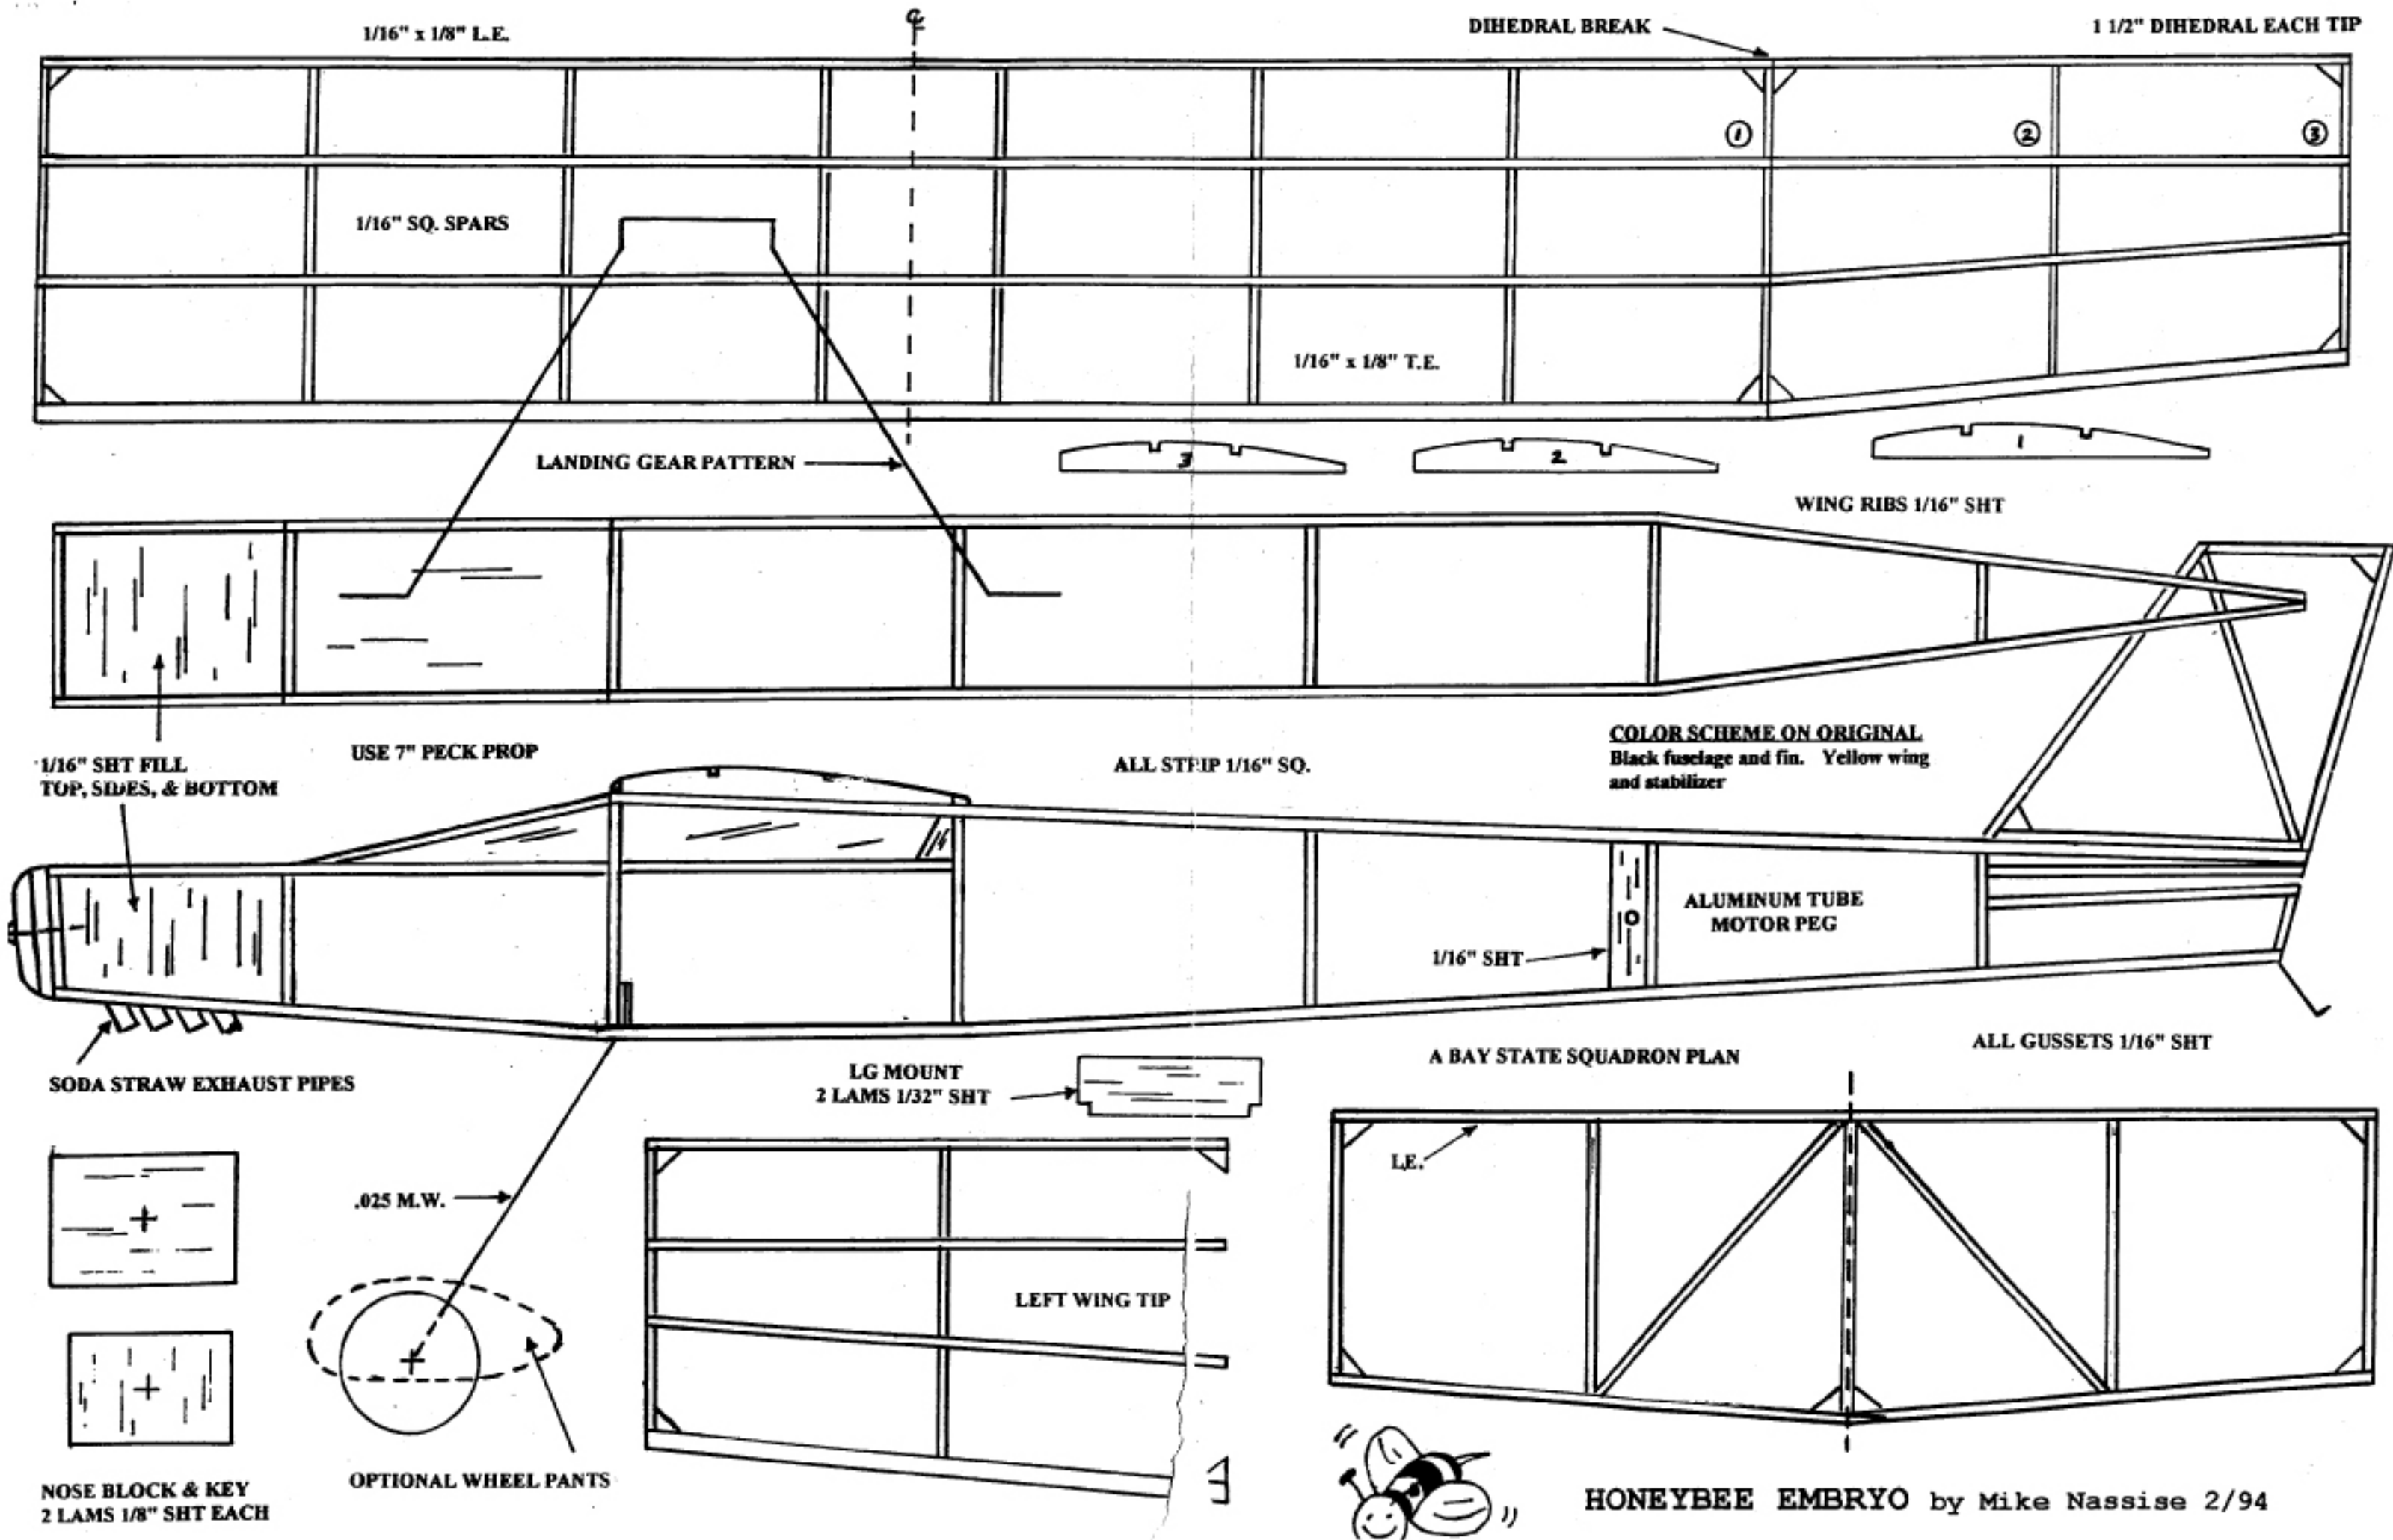 ℄
1/16" x 1/8" L.E.
DIHEDRAL BREAK
1 1/2" DIHEDRAL EACH TIP
1
2
3
1/16" SQ. SPARS
1/16" x 1/8" T.E.
LANDING GEAR PATTERN
3
2
1
WING RIBS 1/16" SHT
1/16" SHT FILL
TOP, SIDES, & BOTTOM
USE 7" PECK PROP
ALL STRIP 1/16" SQ.
COLOR SCHEME ON ORIGINAL
Black fuselage and fin. Yellow wing
and stabilizer
ALUMINUM TUBE
MOTOR PEG
1/16" SHT
SODA STRAW EXHAUST PIPES
LG MOUNT
2 LAMS 1/32" SHT
A BAY STATE SQUADRON PLAN
ALL GUSSETS 1/16" SHT
L.E.
.025 M.W.
LEFT WING TIP
OPTIONAL WHEEL PANTS
NOSE BLOCK & KEY
2 LAMS 1/8" SHT EACH
HONEYBEE EMBRYO by Mike Nassise 2/94